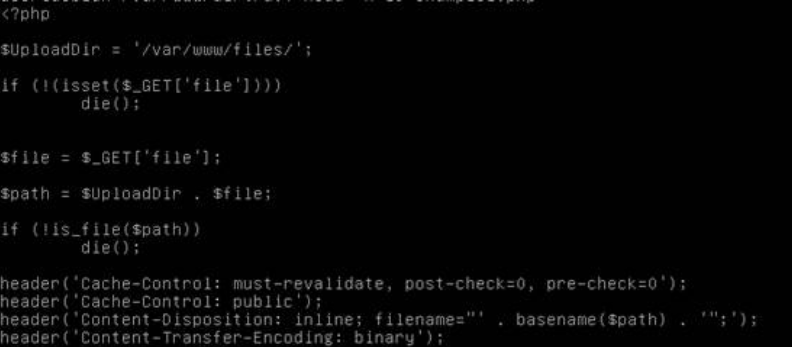 <?php
$UploadDir = '/var/www/files/';
if (!(isset($_GET['file'])))
die();
$file = $_GET['file'];
$path = $UploadDir . $file;
if (!is_file($path))
die();
header('Cache-Control: must-revalidate, post-check=0, pre-check=0');
header('Cache-Control: public');
header('Content-Disposition: inline; filename="' . basename($path) . '";');
header('Content-Transfer-Encoding: binary');